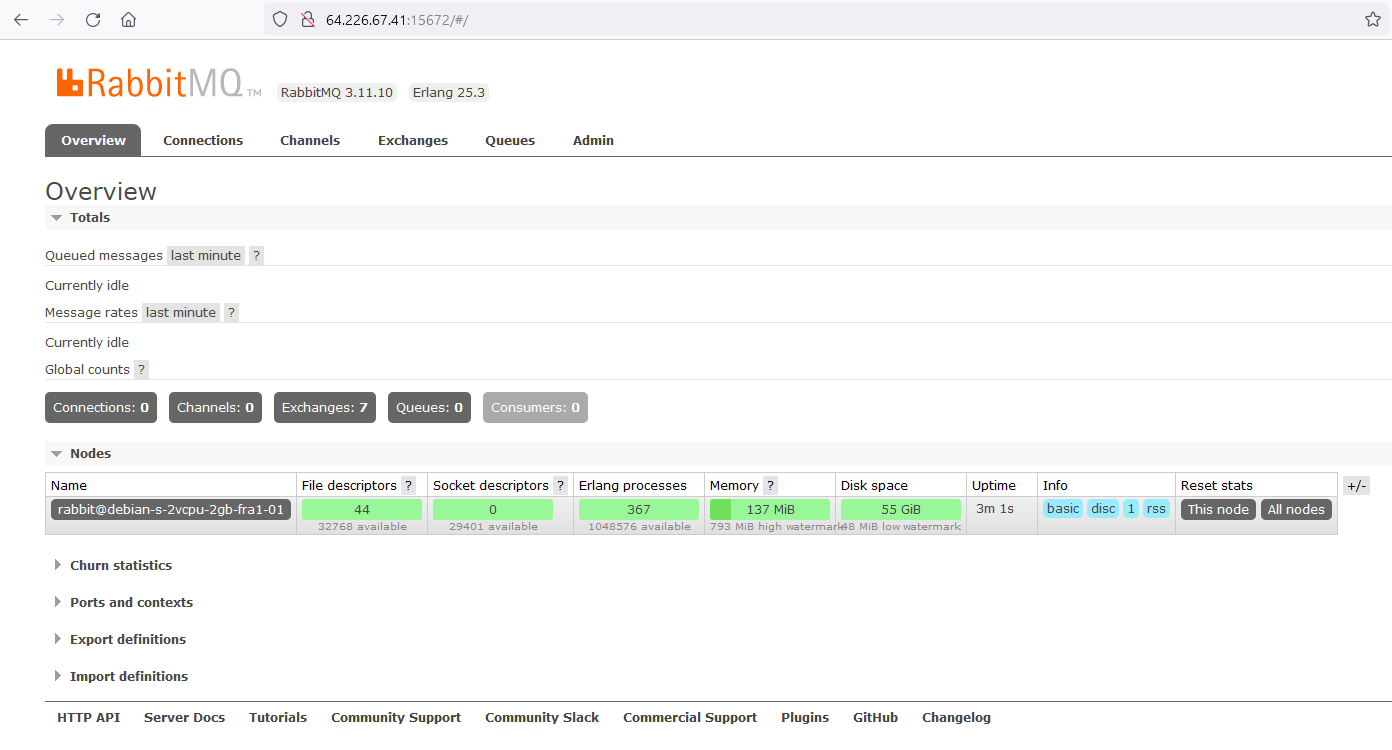 64.226.67.41:15672/#/
RabbitMQ TM RabbitMQ 3.11.10 Erlang 25.3
Overview Connections Channels Exchanges Queues Admin
Overview
Totals
Queued messages last minute ?
Currently idle
Message rates last minute ?
Currently idle
Global counts ?
Connections: 0 Channels: 0 Exchanges: 7 Queues: 0 Consumers: 0
Nodes
Name File descriptors ? Socket descriptors ? Erlang processes Memory ? Disk space Uptime Info Reset stats +/-
rabbit@debian-s-2vcpu-2gb-fra1-01 44 0 367 137 MiB 55 GiB 3m 1s basic disc 1 rss This node All nodes
32768 available 29401 available 1048576 available 793 MiB high watermark 48 MiB low watermark
Churn statistics
Ports and contexts
Export definitions
Import definitions
HTTP API Server Docs Tutorials Community Support Community Slack Commercial Support Plugins GitHub Changelog